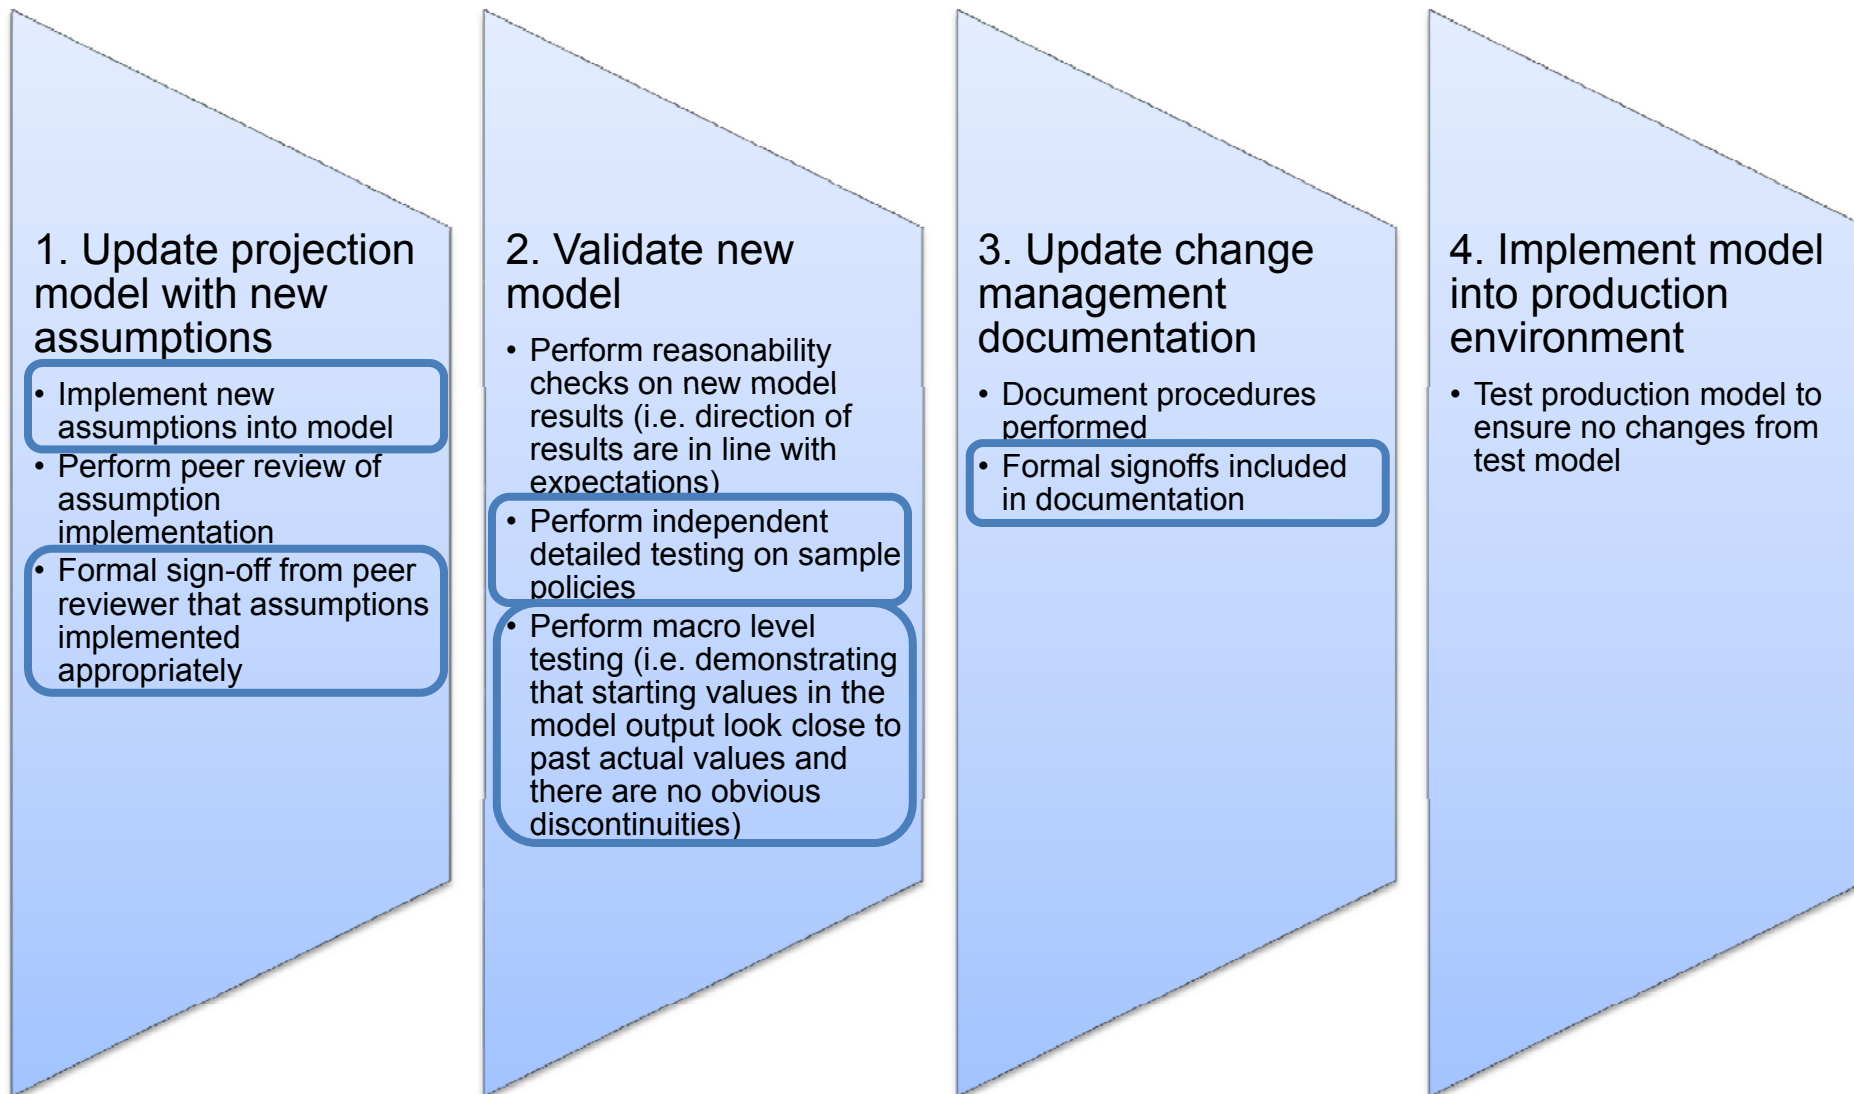 1. Update projection
model with new
assumptions
• Implement new
assumptions into model
• Perform peer review of
assumption
implementation
• Formal sign-off from peer
reviewer that assumptions
implemented
appropriately
2. Validate new
model
• Perform reasonability
checks on new model
results (i.e. direction of
results are in line with
expectations)
• Perform independent
detailed testing on sample
policies
• Perform macro level
testing (i.e. demonstrating
that starting values in the
model output look close to
past actual values and
there are no obvious
discontinuities)
3. Update change
management
documentation
• Document procedures
performed
• Formal signoffs included
in documentation
4. Implement model
into production
environment
• Test production model to
ensure no changes from
test model